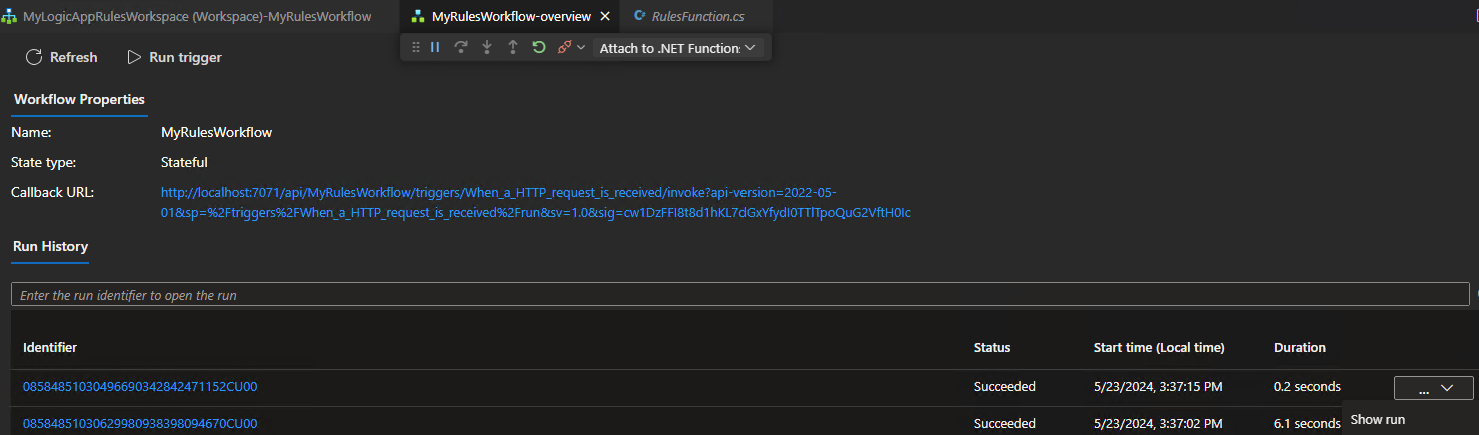 MyLogicAppRulesWorkspace (Workspace)-MyRulesWorkflow
MyRulesWorkflow-overview
RulesFunction.cs
Refresh
Run trigger
Attach to .NET Functions
Workflow Properties
Name: MyRulesWorkflow
State type: Stateful
Callback URL: http://localhost:7071/api/MyRulesWorkflow/triggers/When_a_HTTP_request_is_received/invoke?api-version=2022-05-
01&sp=%2Ftriggers%2FWhen_a_HTTP_request_is_received%2Frun&sv=1.0&sig=cw1DzFFI8t8d1hKL7dGxYfydI0TTlTpoQuG2VftH0Ic
Run History
Enter the run identifier to open the run
Identifier Status Start time (Local time) Duration
08584851030496690342842471152CU00 Succeeded 5/23/2024, 3:37:15 PM 0.2 seconds ...
08584851030629980938398094670CU00 Succeeded 5/23/2024, 3:37:02 PM 6.1 seconds
Show run